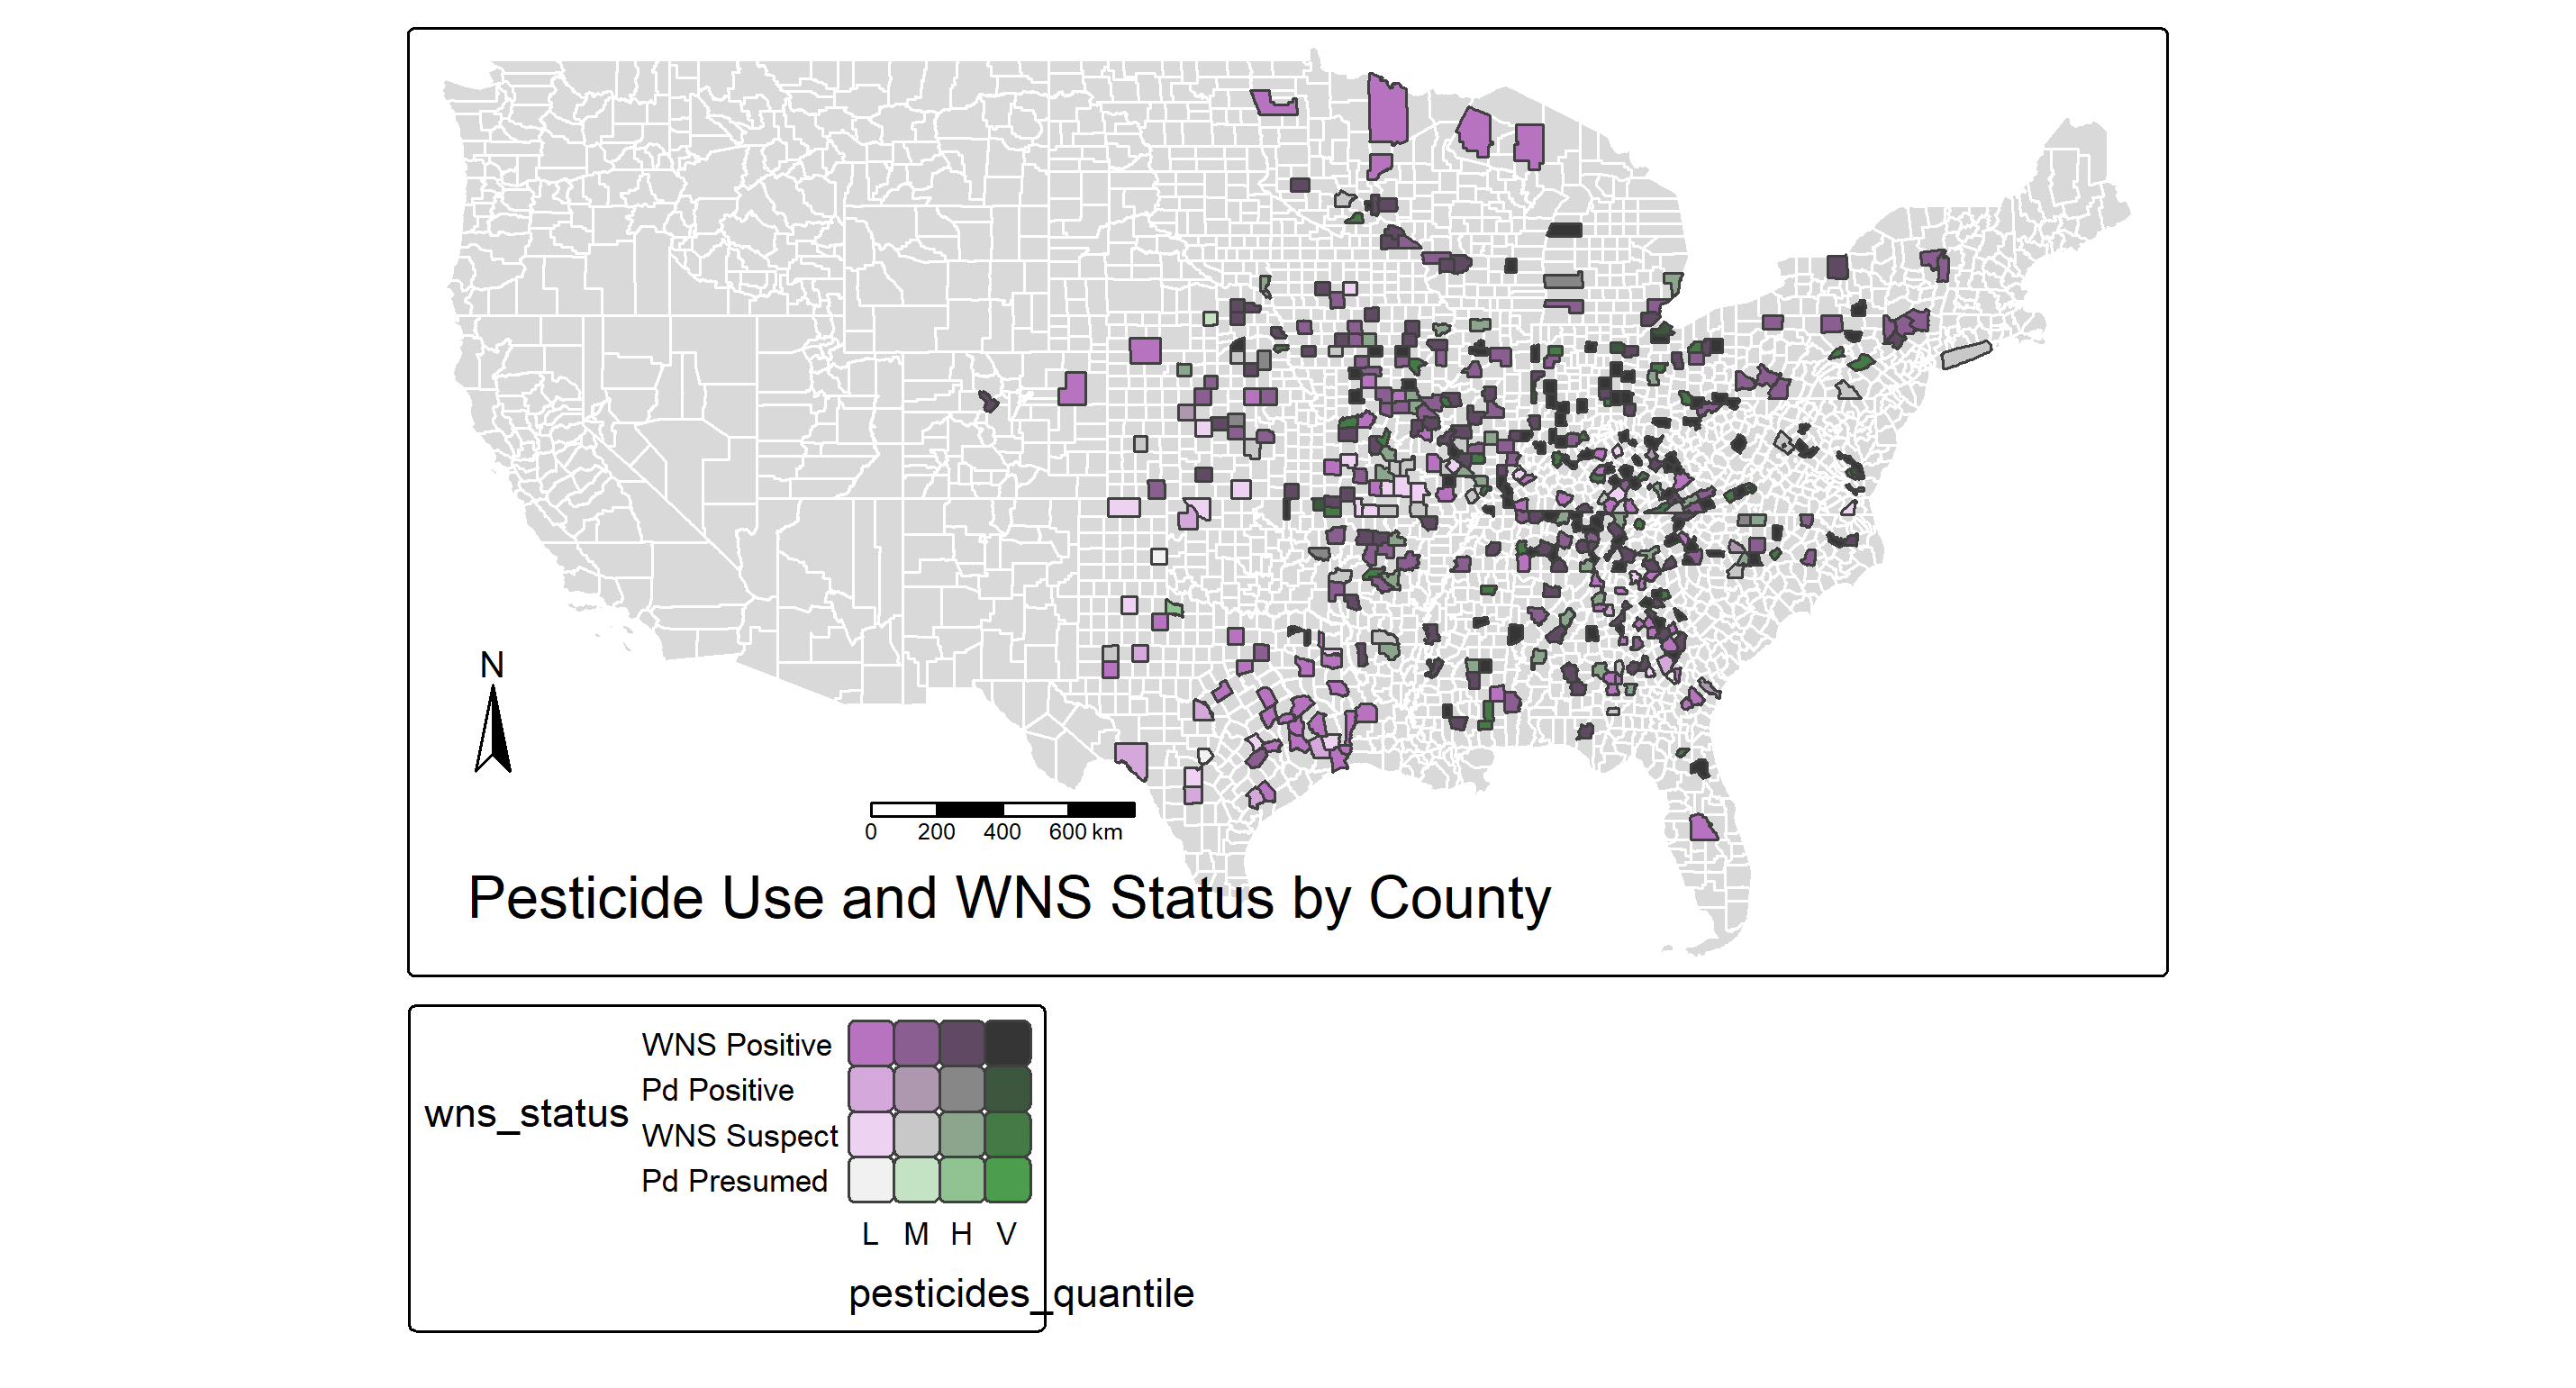 N
0 200 400 600 km
Pesticide Use and WNS Status by County
wns_status
WNS Positive
Pd Positive
WNS Suspect
Pd Presumed
L M H V
pesticides_quantile